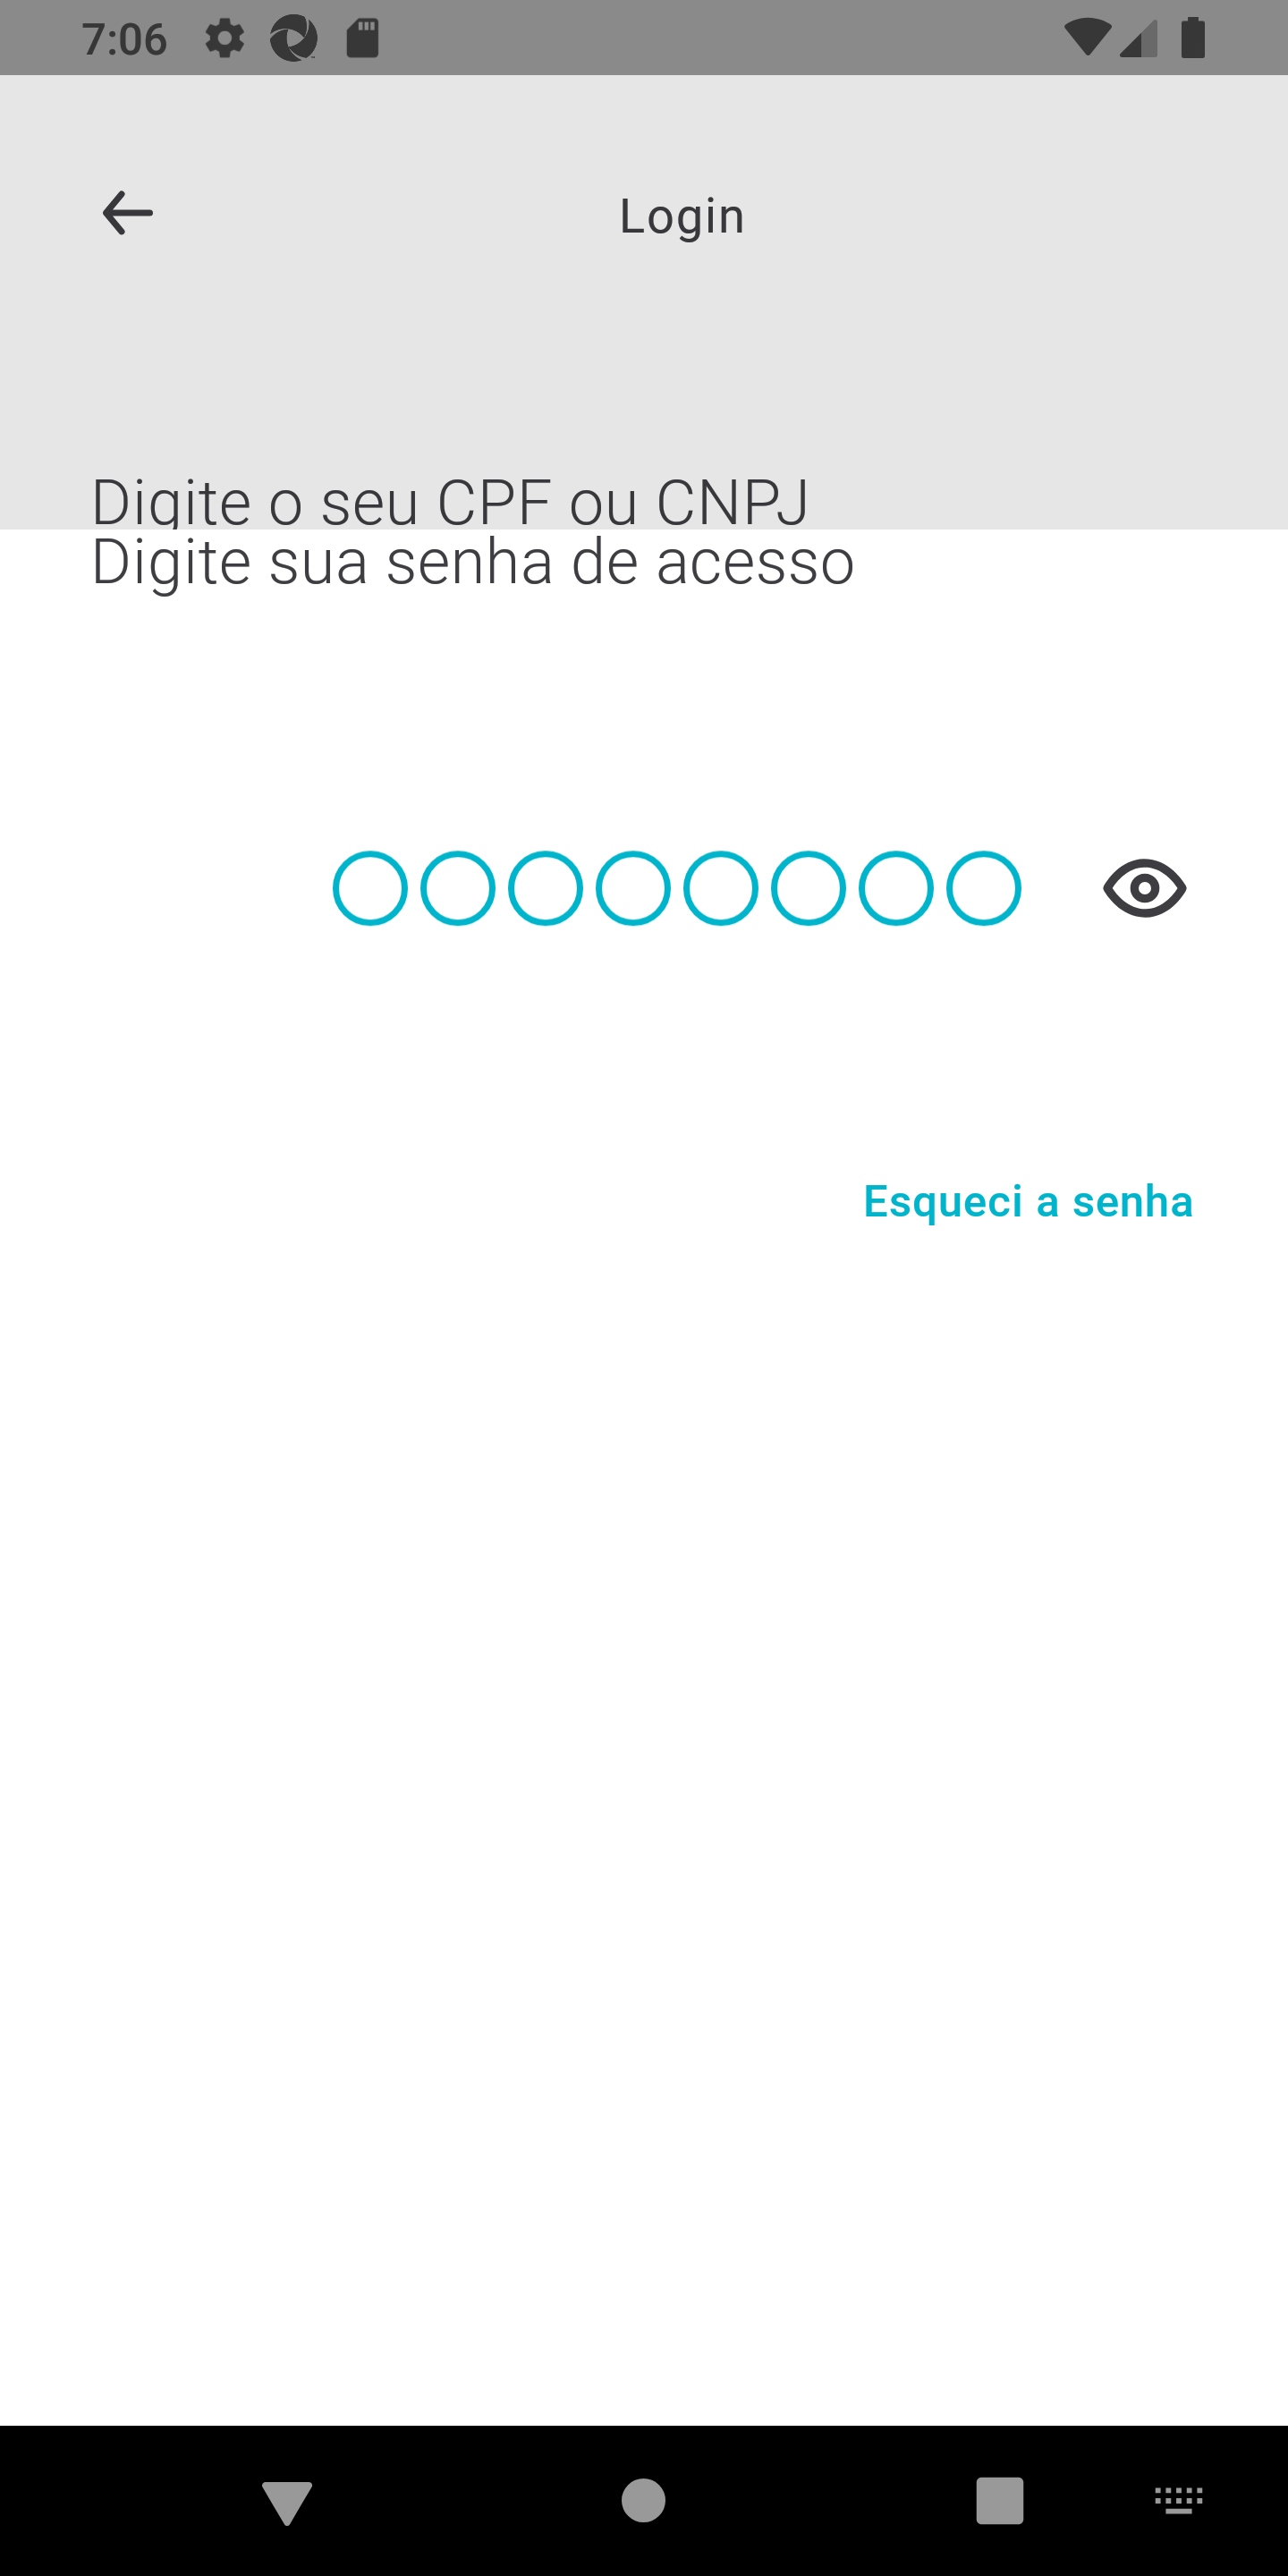 7:06
Login
Digite o seu CPF ou CNPJ
Digite sua senha de acesso
Esqueci a senha